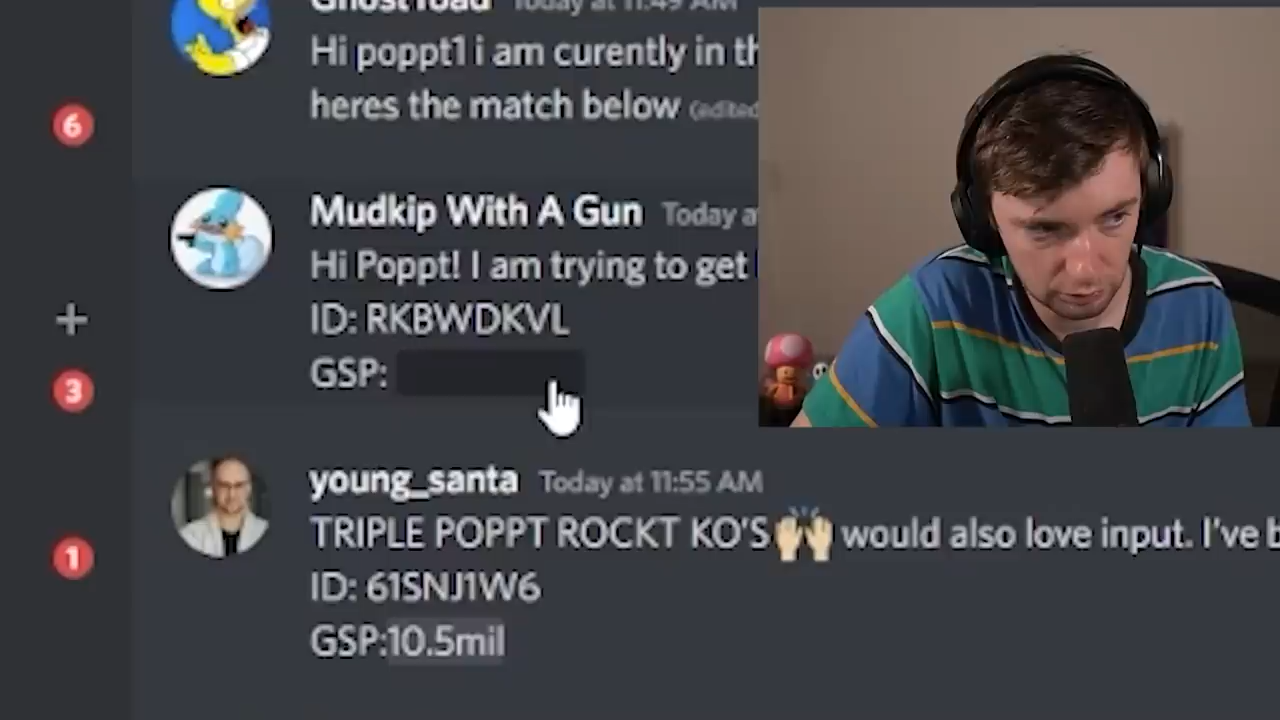 Ghost Toad Today at 11:49 AM
Hi poppt1 i am curently in th
heres the match below (edited
6
Mudkip With A Gun Today a
Hi Poppt! I am trying to get
ID: RKBWDKVL
GSP:
3
young_santa Today at 11:55 AM
TRIPLE POPPT ROCKT KO'S 🙌 would also love input. I've b
1
ID: 61SNJ1W6
GSP:10.5mil